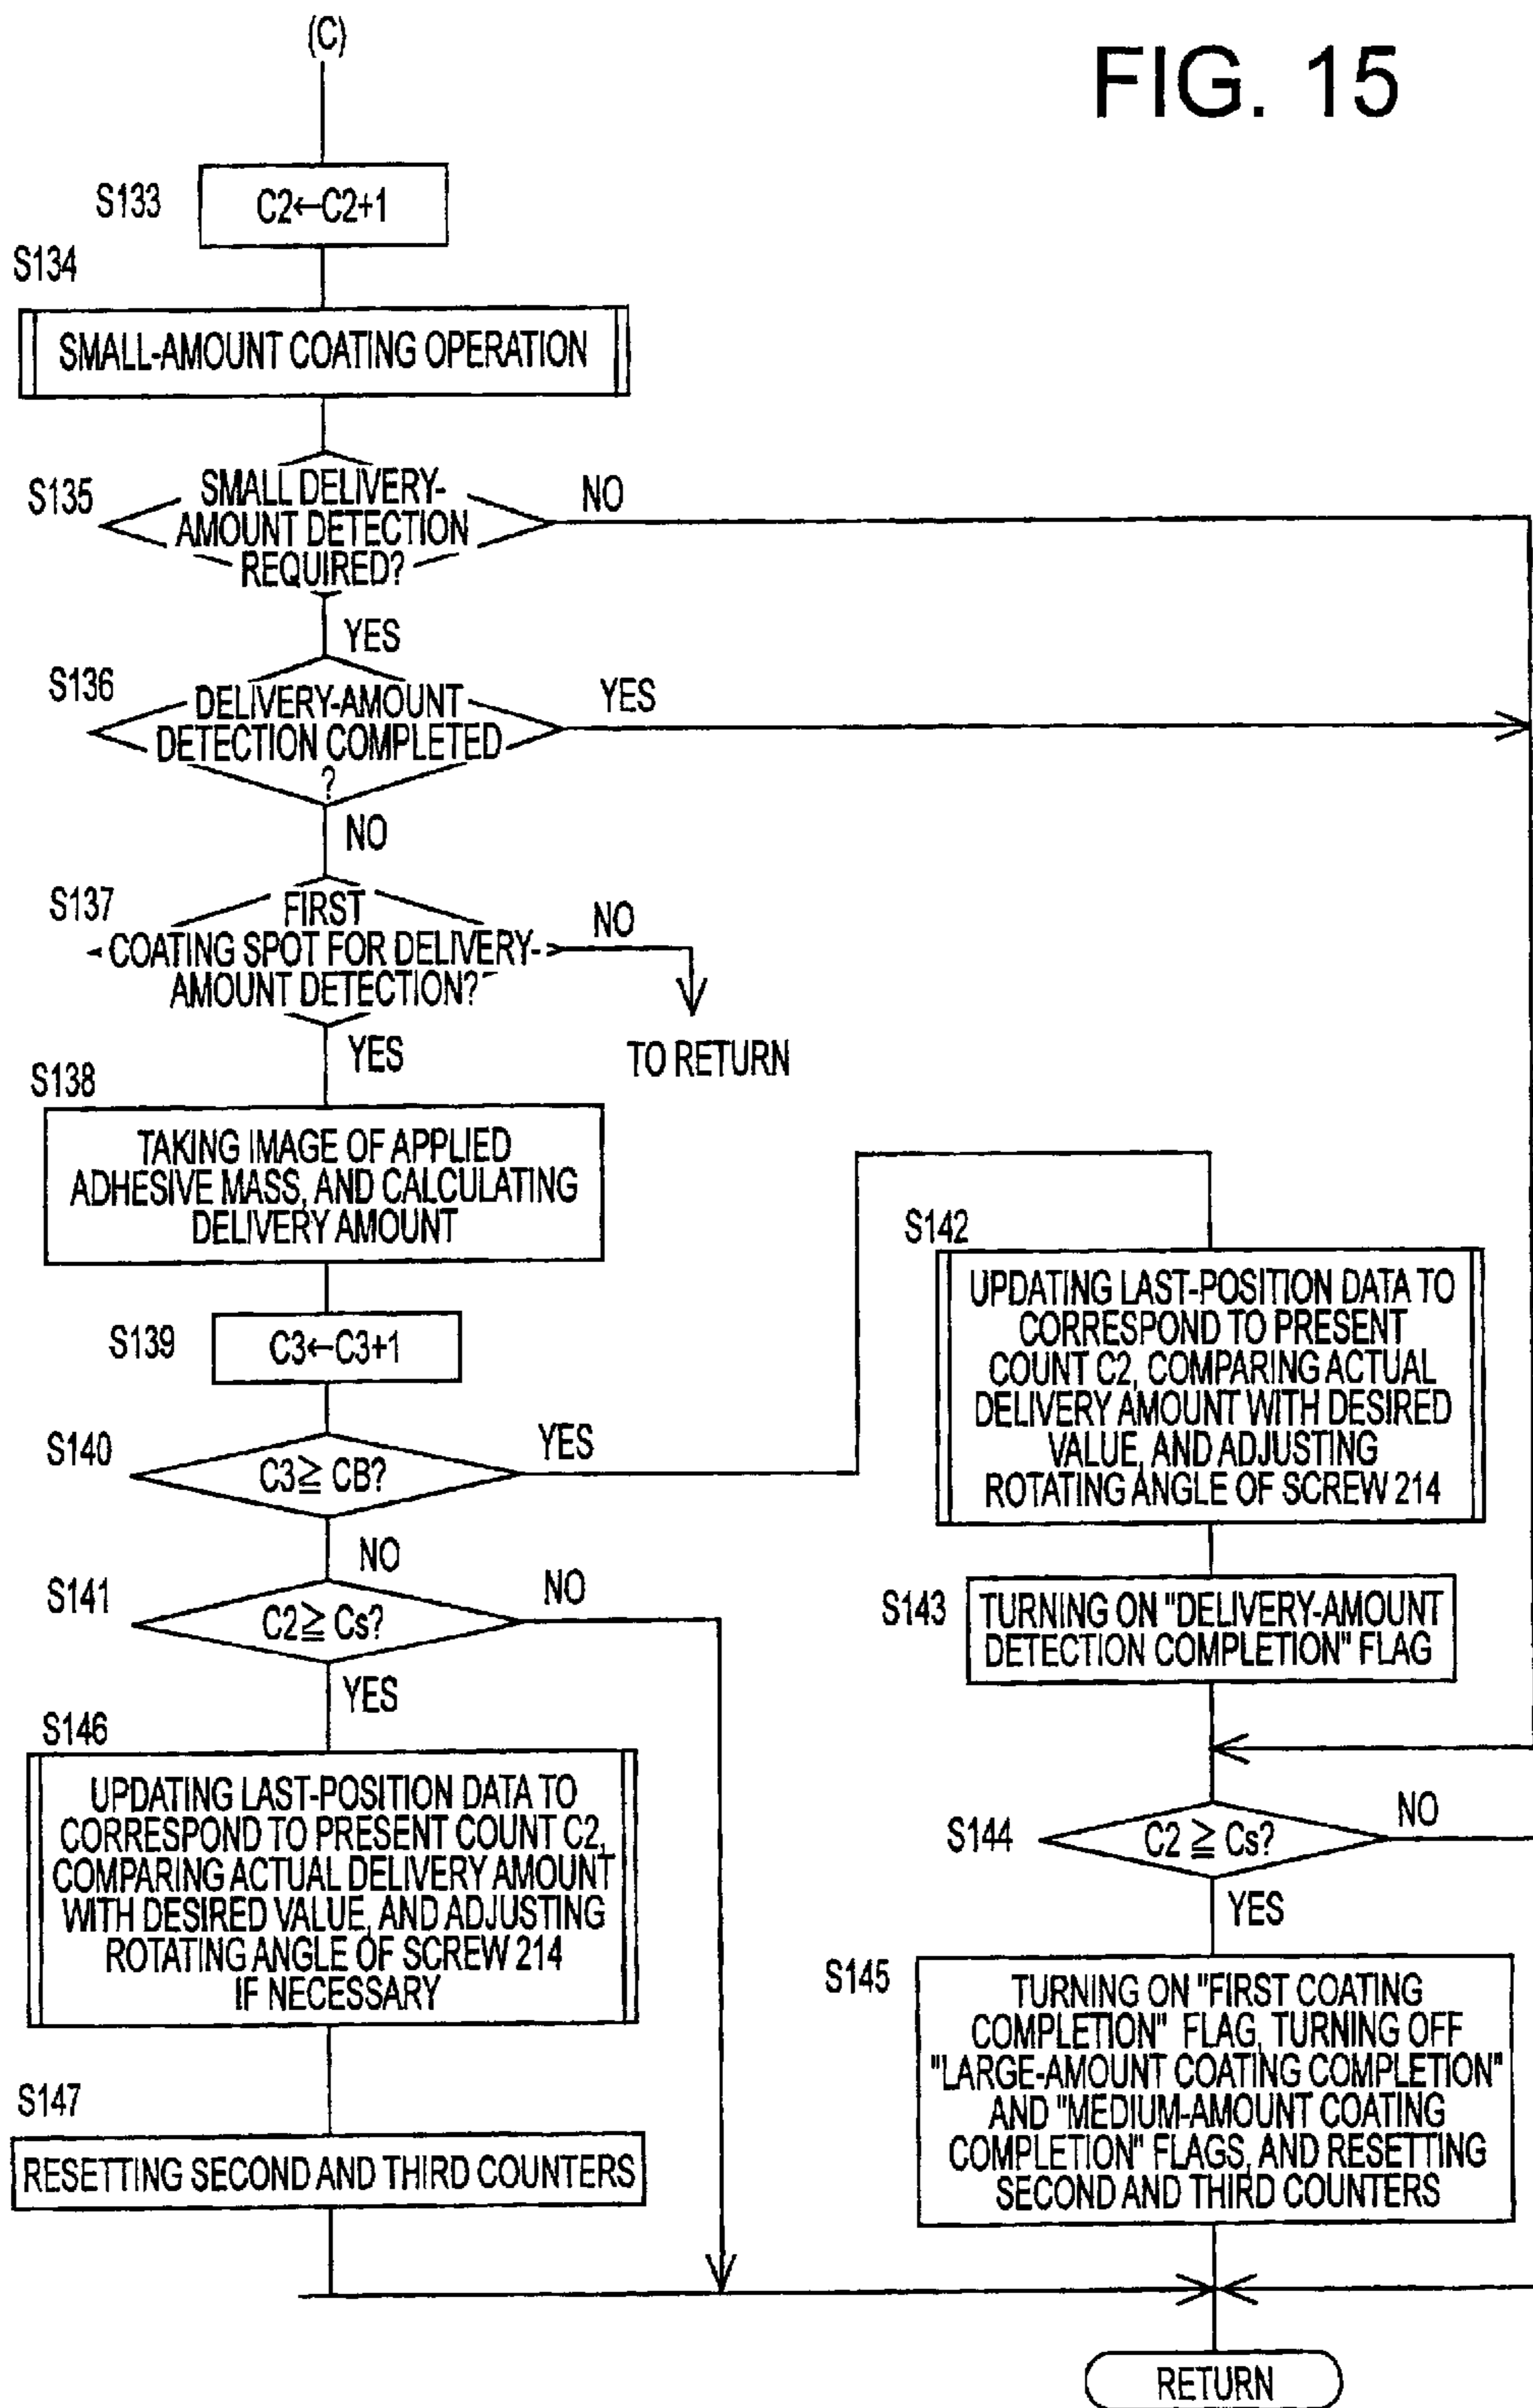 FIG. 15
(C)
S133
C2←C2+1
S134
SMALL-AMOUNT COATING OPERATION
S135
SMALL DELIVERY-
AMOUNT DETECTION
REQUIRED?
NO
YES
S136
DELIVERY-AMOUNT
DETECTION COMPLETED
?
YES
NO
S137
FIRST
COATING SPOT FOR DELIVERY-
AMOUNT DETECTION?
NO
TO RETURN
YES
S138
TAKING IMAGE OF APPLIED
ADHESIVE MASS, AND CALCULATING
DELIVERY AMOUNT
S139
C3←C3+1
S140
C3≧ CB?
YES
NO
S141
C2≧ Cs?
NO
YES
S146
UPDATING LAST-POSITION DATA TO
CORRESPOND TO PRESENT COUNT C2,
COMPARING ACTUAL DELIVERY AMOUNT
WITH DESIRED VALUE, AND ADJUSTING
ROTATING ANGLE OF SCREW 214
IF NECESSARY
S147
RESETTING SECOND AND THIRD COUNTERS
S142
UPDATING LAST-POSITION DATA TO
CORRESPOND TO PRESENT
COUNT C2, COMPARING ACTUAL
DELIVERY AMOUNT WITH DESIRED
VALUE, AND ADJUSTING
ROTATING ANGLE OF SCREW 214
S143
TURNING ON "DELIVERY-AMOUNT
DETECTION COMPLETION" FLAG
S144
C2 ≧ Cs?
NO
YES
S145
TURNING ON "FIRST COATING
COMPLETION" FLAG, TURNING OFF
"LARGE-AMOUNT COATING COMPLETION"
AND "MEDIUM-AMOUNT COATING
COMPLETION" FLAGS, AND RESETTING
SECOND AND THIRD COUNTERS
RETURN